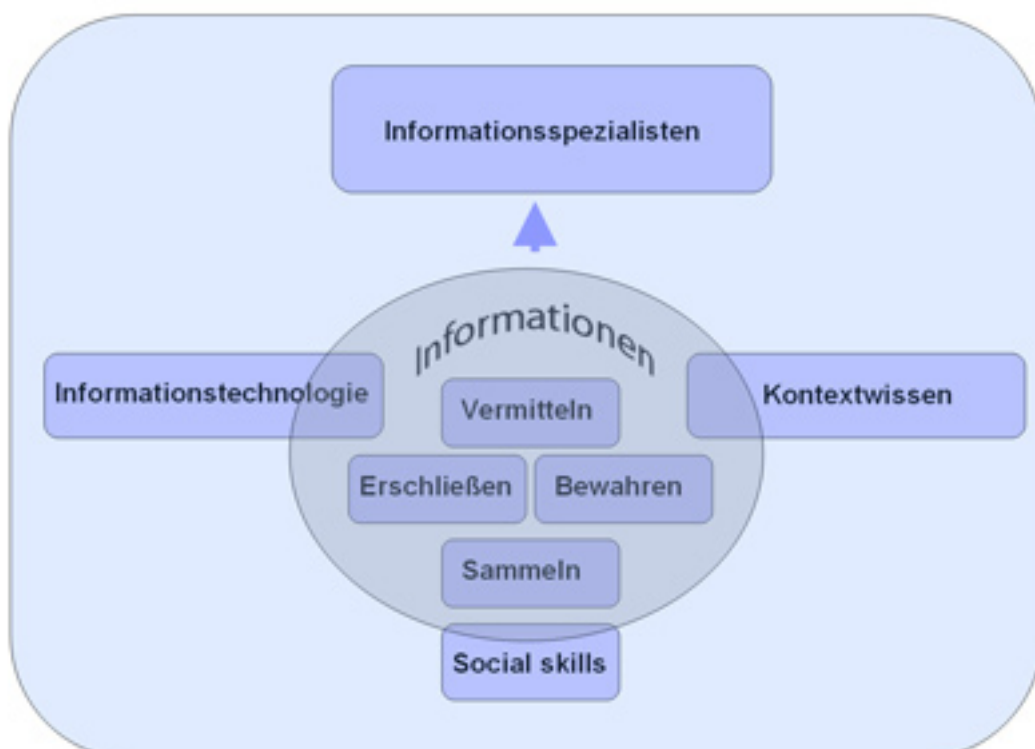 Informationsspezialisten
Informationen
Informationstechnologie
Kontextwissen
Vermitteln
Erschließen
Bewahren
Sammeln
Social skills